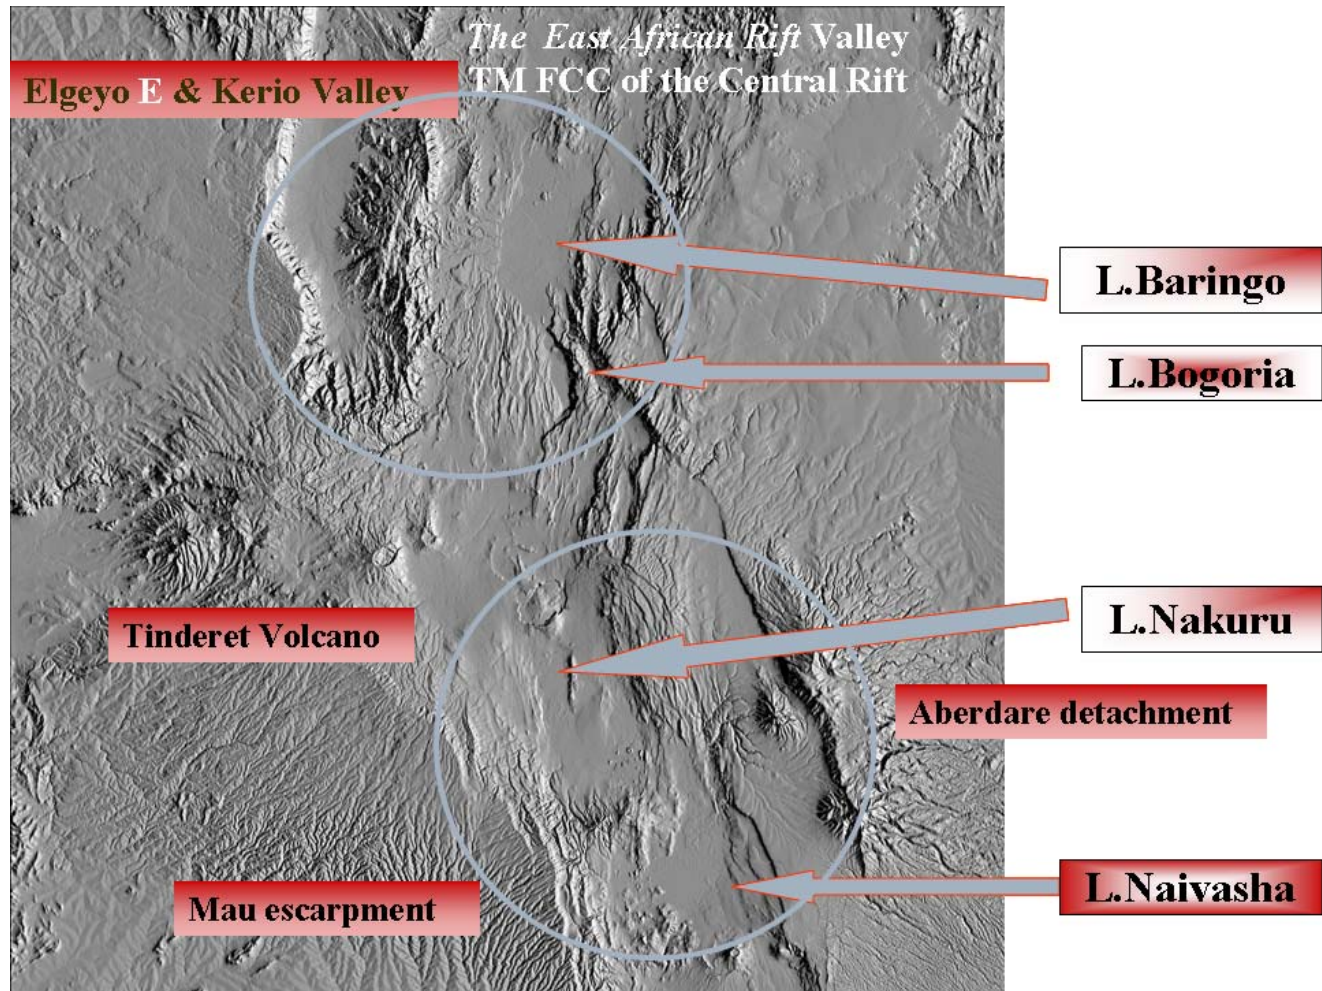 The East African Rift Valley
TM FCC of the Central Rift
Elgeyo E & Kerio Valley
L.Baringo
L.Bogoria
L.Nakuru
Tinderet Volcano
Aberdare detachment
L.Naivasha
Mau escarpment